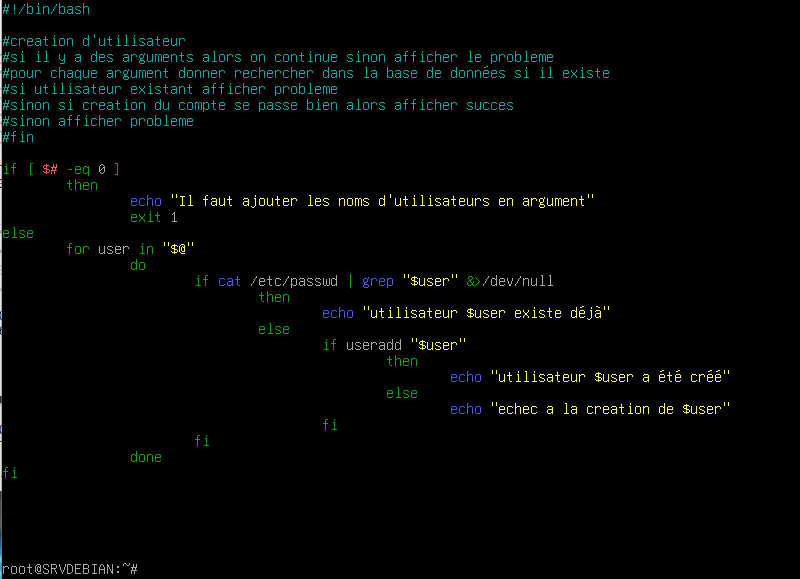 #!/bin/bash

#creation d'utilisateur
#si il y a des arguments alors on continue sinon afficher le probleme
#pour chaque argument donner rechercher dans la base de données si il existe
#si utilisateur existant afficher probleme
#sinon si creation du compte se passe bien alors afficher succes
#sinon afficher probleme
#fin

if [ $# -eq 0 ]
        then
                echo "Il faut ajouter les noms d'utilisateurs en argument"
                exit 1
else
        for user in "$@"
                do
                        if cat /etc/passwd | grep "$user" &>/dev/null
                                then
                                        echo "utilisateur $user existe déjà"
                                else
                                        if useradd "$user"
                                                then
                                                        echo "utilisateur $user a été créé"
                                                else
                                                        echo "echec a la creation de $user"
                                        fi
                        fi
                done
fi

root@SRVDEBIAN:~#